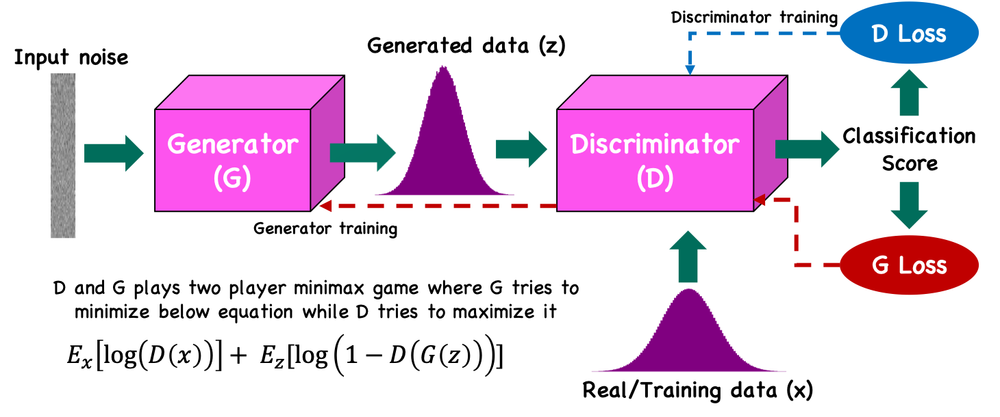 Discriminator training
D Loss
Input noise
Generated data (z)
Generator
(G)
Discriminator
(D)
Classification
Score
Generator training
G Loss
D and G plays two player minimax game where G tries to
minimize below equation while D tries to maximize it
E_x[log(D(x))] + E_z[log(1 − D(G(z)))]
Real/Training data (x)